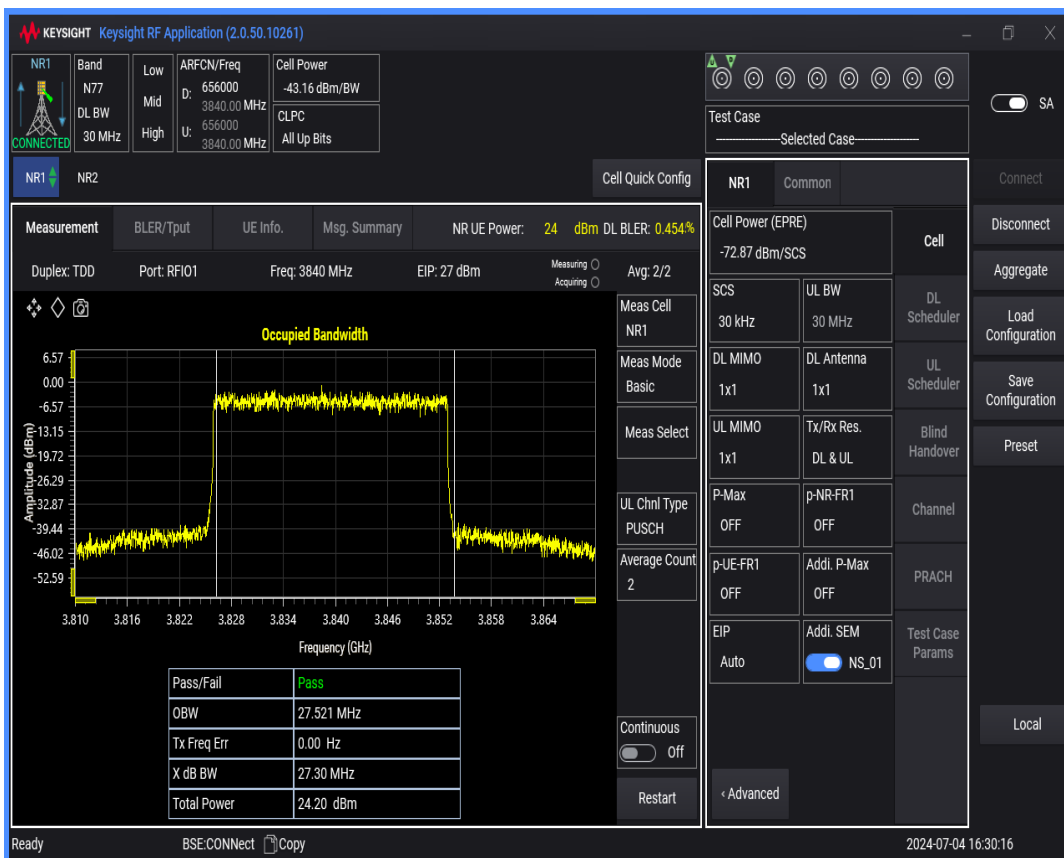 KEYSIGHT Keysight RF Application (2.0.50.10261)
NR1
CONNECTED
Band
N77
DL BW
30 MHz
Low
Mid
High
ARFCN/Freq
D: 656000
3840.00 MHz
U: 656000
3840.00 MHz
Cell Power
-43.16 dBm/BW
CLPC
All Up Bits
Test Case
------------------Selected Case------------------
SA
NR1 NR2
Cell Quick Config
Measurement BLER/Tput UE Info. Msg. Summary NR UE Power: 24 dBm DL BLER: 0.454%
Duplex: TDD Port: RFIO1 Freq: 3840 MHz EIP: 27 dBm Measuring Acquiring Avg: 2/2
Occupied Bandwidth
Amplitude (dBm)
6.57
0.00
-6.57
-13.15
-19.72
-26.29
-32.87
-39.44
-46.02
-52.59
3.810 3.816 3.822 3.828 3.834 3.840 3.846 3.852 3.858 3.864
Frequency (GHz)
Pass/Fail Pass
OBW 27.521 MHz
Tx Freq Err 0.00 Hz
X dB BW 27.30 MHz
Total Power 24.20 dBm
Meas Cell
NR1
Meas Mode
Basic
Meas Select
UL Chnl Type
PUSCH
Average Count
2
Continuous
Off
Restart
NR1 Common
Cell Power (EPRE)
-72.87 dBm/SCS
SCS
30 kHz
UL BW
30 MHz
DL MIMO
1x1
DL Antenna
1x1
UL MIMO
1x1
Tx/Rx Res.
DL & UL
P-Max
OFF
p-NR-FR1
OFF
p-UE-FR1
OFF
Addi. P-Max
OFF
EIP
Auto
Addi. SEM
NS_01
‹ Advanced
Cell
DL
Scheduler
UL
Scheduler
Blind
Handover
Channel
PRACH
Test Case
Params
Connect
Disconnect
Aggregate
Load
Configuration
Save
Configuration
Preset
Local
Ready BSE:CONNect Copy 2024-07-04 16:30:16